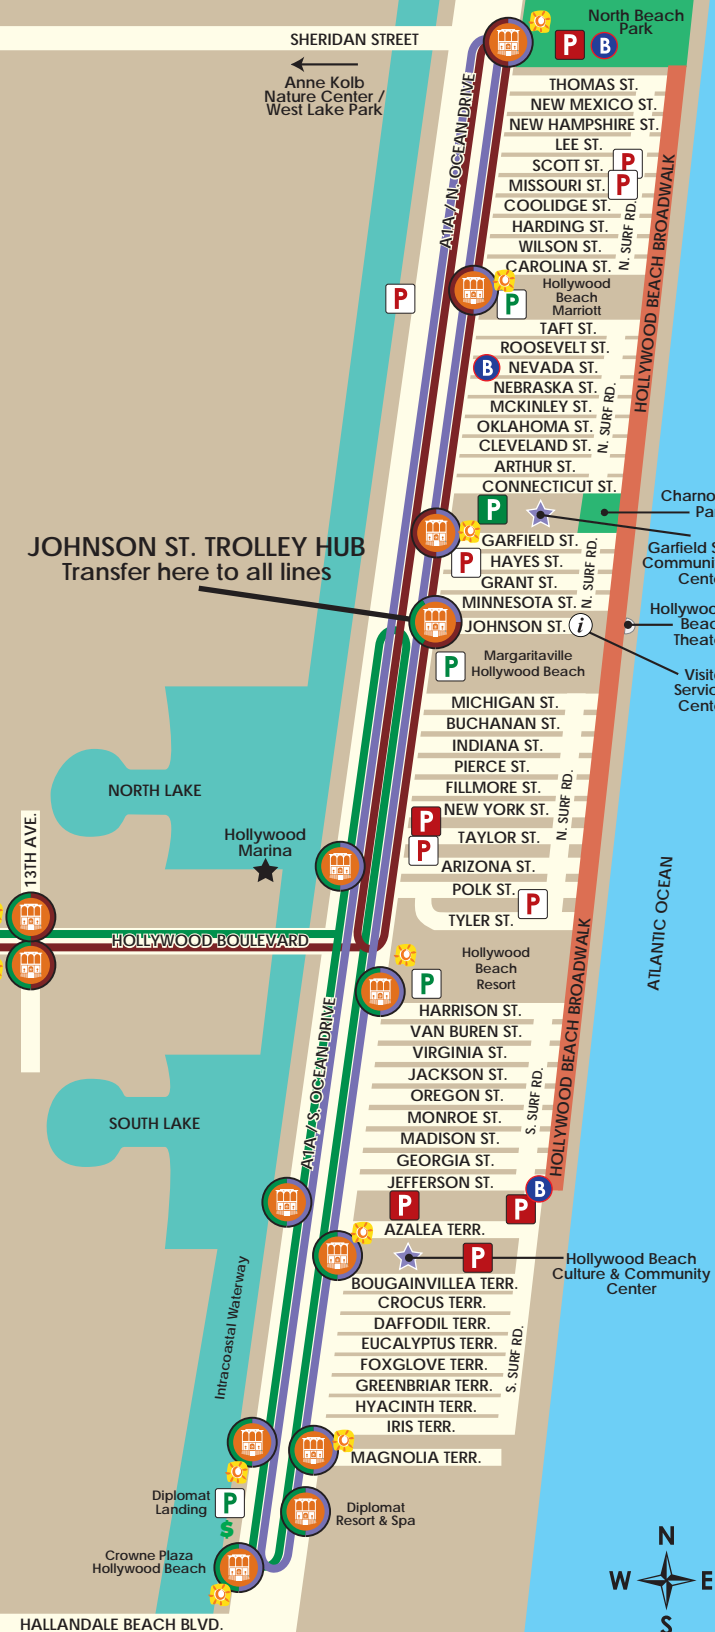 North Beach
Park
P
B
SHERIDAN STREET
Anne Kolb
Nature Center /
West Lake Park
A1A / N. OCEAN DRIVE
THOMAS ST.
NEW MEXICO ST.
NEW HAMPSHIRE ST.
LEE ST.
SCOTT ST.
P
MISSOURI ST.
P
COOLIDGE ST.
HARDING ST.
WILSON ST.
CAROLINA ST.
N. SURF RD.
HOLLYWOOD BEACH BROADWALK
Hollywood
Beach
Marriott
P
P
TAFT ST.
ROOSEVELT ST.
B
NEVADA ST.
NEBRASKA ST.
MCKINLEY ST.
OKLAHOMA ST.
CLEVELAND ST.
ARTHUR ST.
CONNECTICUT ST.
N. SURF RD.
P
GARFIELD ST.
P
HAYES ST.
GRANT ST.
MINNESOTA ST.
JOHNSON ST.
i
N. SURF RD.
JOHNSON ST. TROLLEY HUB
Transfer here to all lines
Margaritaville
Hollywood Beach
P
MICHIGAN ST.
BUCHANAN ST.
INDIANA ST.
PIERCE ST.
FILLMORE ST.
NEW YORK ST.
P
TAYLOR ST.
P
ARIZONA ST.
POLK ST.
P
TYLER ST.
N. SURF RD.
NORTH LAKE
Hollywood
Marina
13TH AVE.
HOLLYWOOD BOULEVARD
ATLANTIC OCEAN
Hollywood
Beach
Resort
P
HARRISON ST.
VAN BUREN ST.
VIRGINIA ST.
JACKSON ST.
OREGON ST.
MONROE ST.
MADISON ST.
GEORGIA ST.
JEFFERSON ST.
S. SURF RD.
HOLLYWOOD BEACH BROADWALK
A1A / S. OCEAN DRIVE
SOUTH LAKE
B
P
P
AZALEA TERR.
P
Hollywood Beach
Culture & Community
Center
BOUGAINVILLEA TERR.
CROCUS TERR.
DAFFODIL TERR.
EUCALYPTUS TERR.
FOXGLOVE TERR.
GREENBRIAR TERR.
HYACINTH TERR.
IRIS TERR.
MAGNOLIA TERR.
S. SURF RD.
Intracoastal Waterway
Diplomat
Landing
P
$
Diplomat
Resort & Spa
Crowne Plaza
Hollywood Beach
N
W
E
S
HALLANDALE BEACH BLVD.